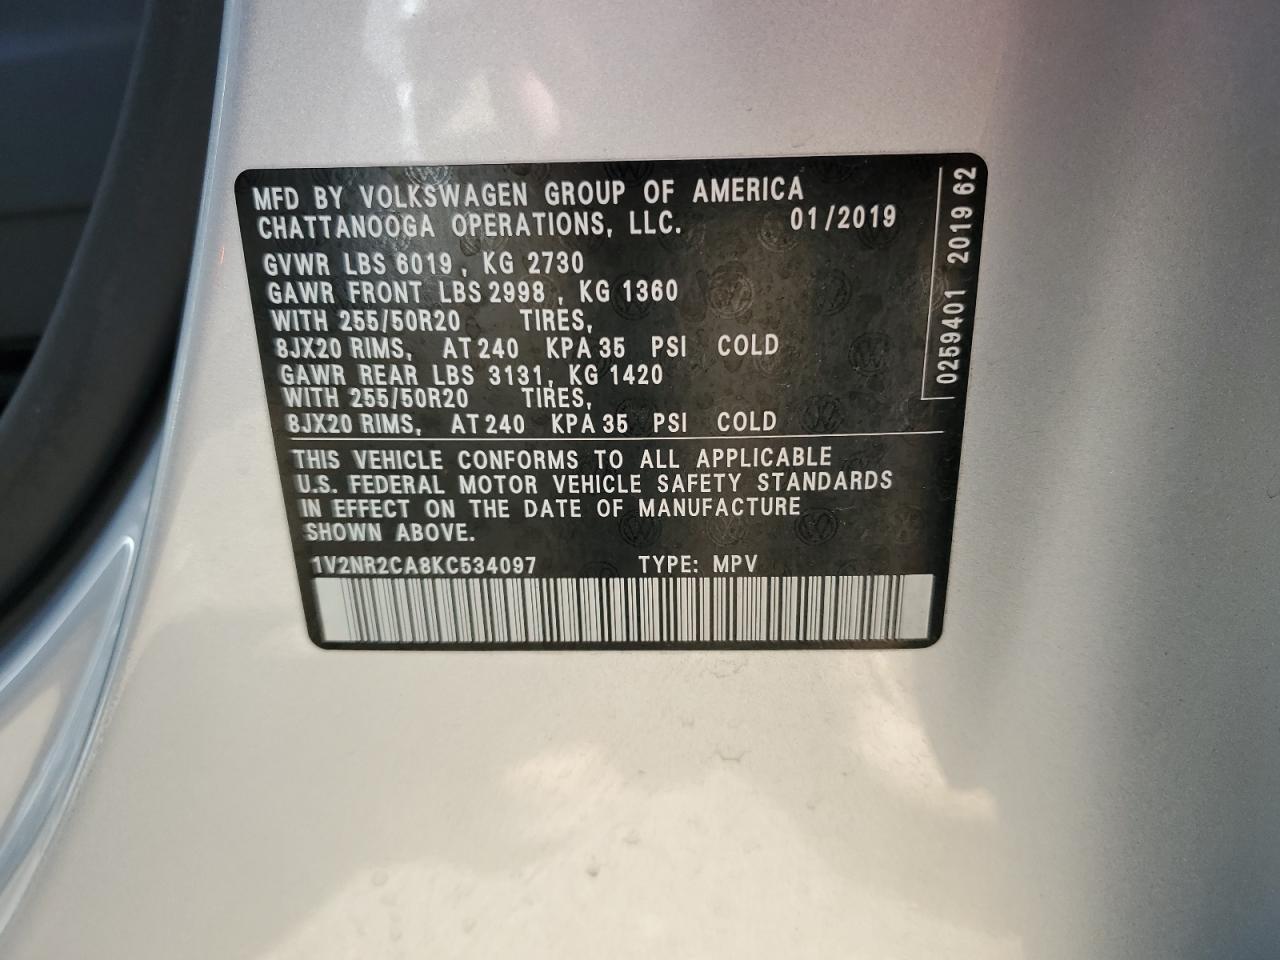 MFD BY VOLKSWAGEN GROUP OF AMERICA
CHATTANOOGA OPERATIONS, LLC. 01/2019
GVWR LBS 6019, KG 2730
GAWR FRONT LBS 2998, KG 1360
WITH 255/50R20 TIRES,
8JX20 RIMS, AT 240 KPA 35 PSI COLD
GAWR REAR LBS 3131, KG 1420
WITH 255/50R20 TIRES,
8JX20 RIMS, AT 240 KPA 35 PSI COLD
THIS VEHICLE CONFORMS TO ALL APPLICABLE
U.S. FEDERAL MOTOR VEHICLE SAFETY STANDARDS
IN EFFECT ON THE DATE OF MANUFACTURE
SHOWN ABOVE.
1V2NR2CA8KC534097 TYPE: MPV
0259401 2019 62